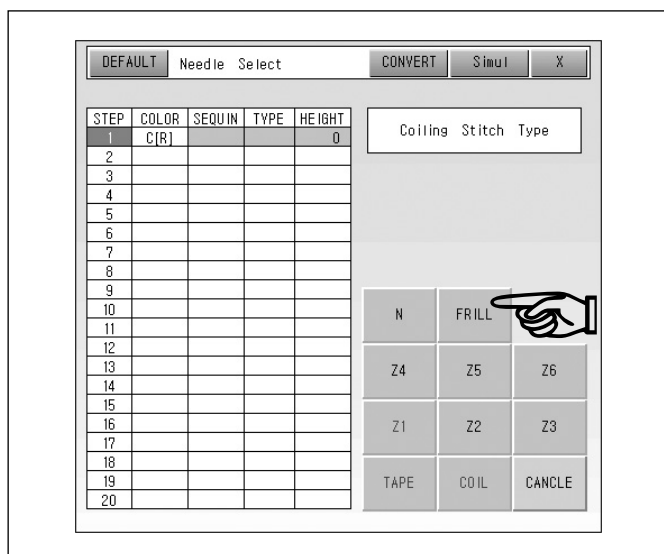 DEFAULT Needle Select CONVERT Simul X
STEP COLOR SEQUIN TYPE HEIGHT
1 C[R] 0
2
3
4
5
6
7
8
9
10
11
12
13
14
15
16
17
18
19
20
Coiling Stitch Type
N FRILL
Z4 Z5 Z6
Z1 Z2 Z3
TAPE COIL CANCLE